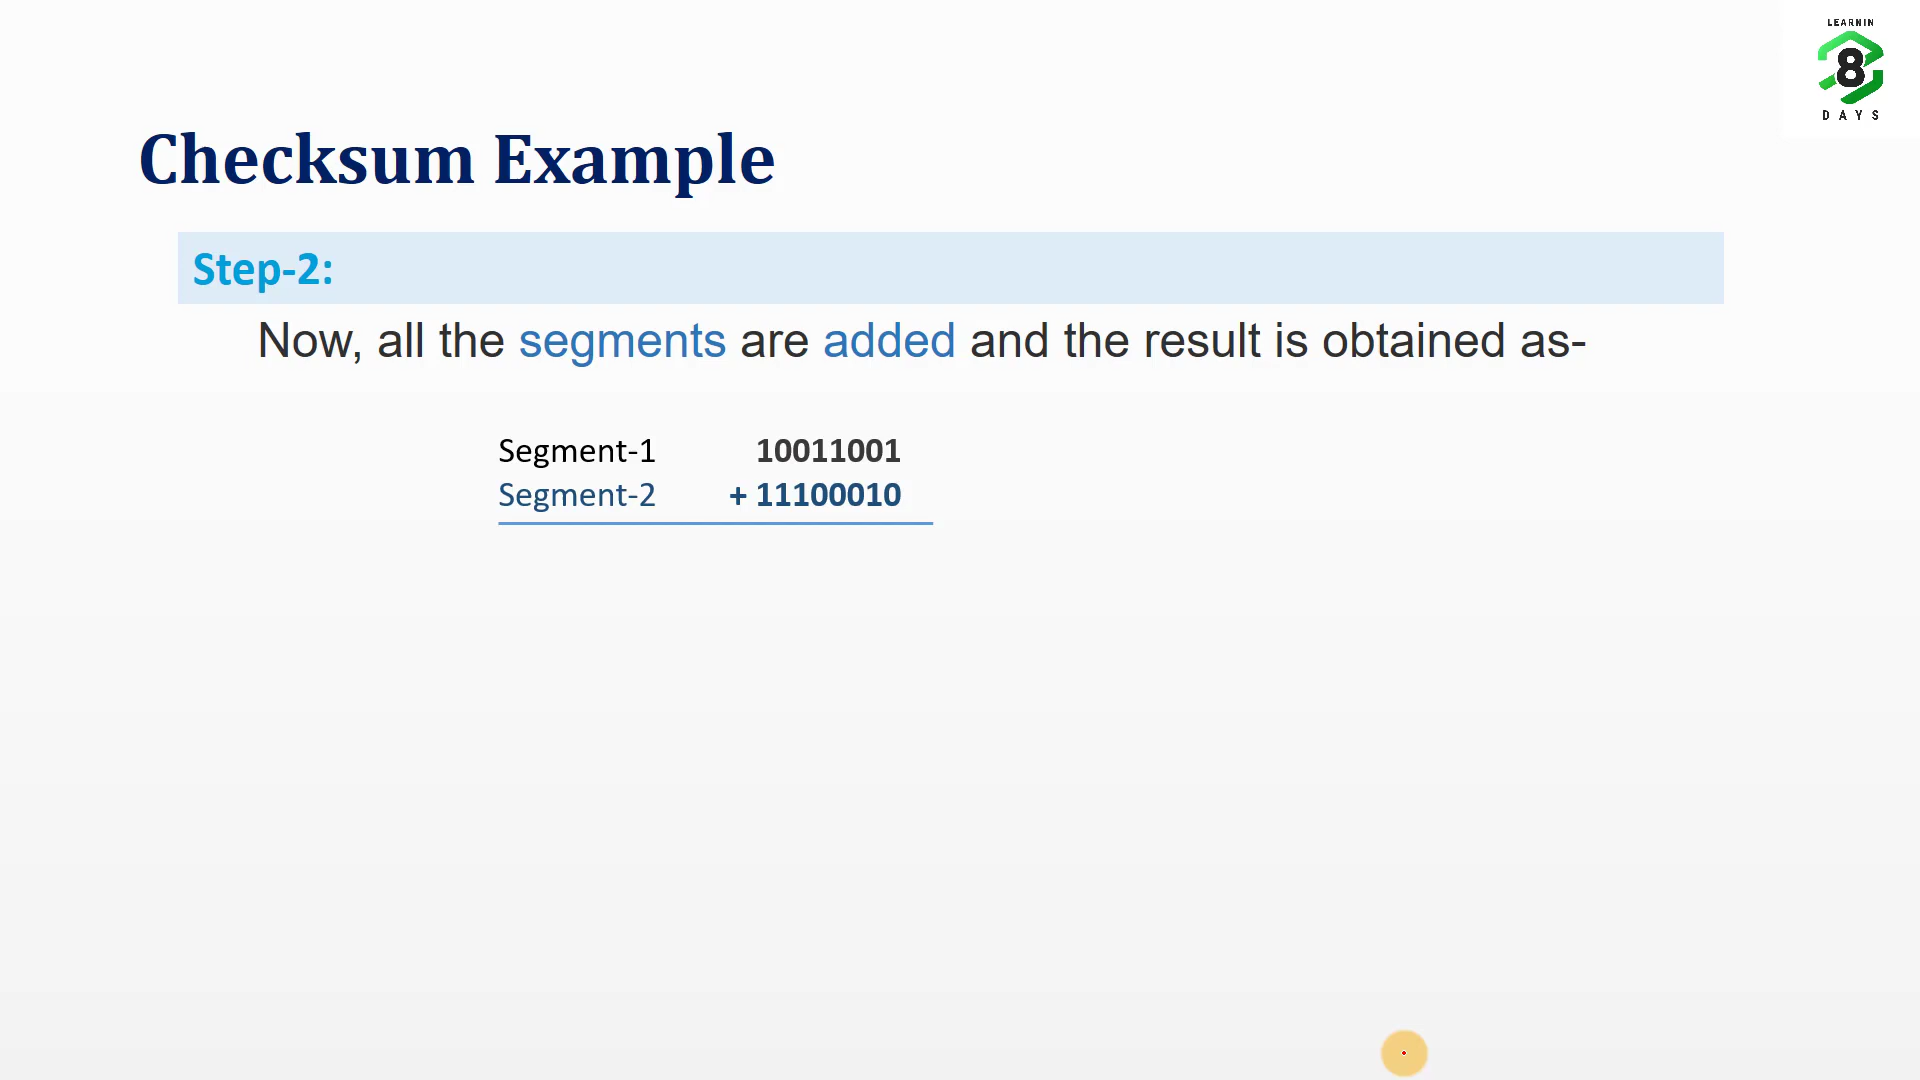 LEARNIN
8
DAYS
Checksum Example
Step-2:
Now, all the segments are added and the result is obtained as-
Segment-1 10011001
Segment-2 + 11100010